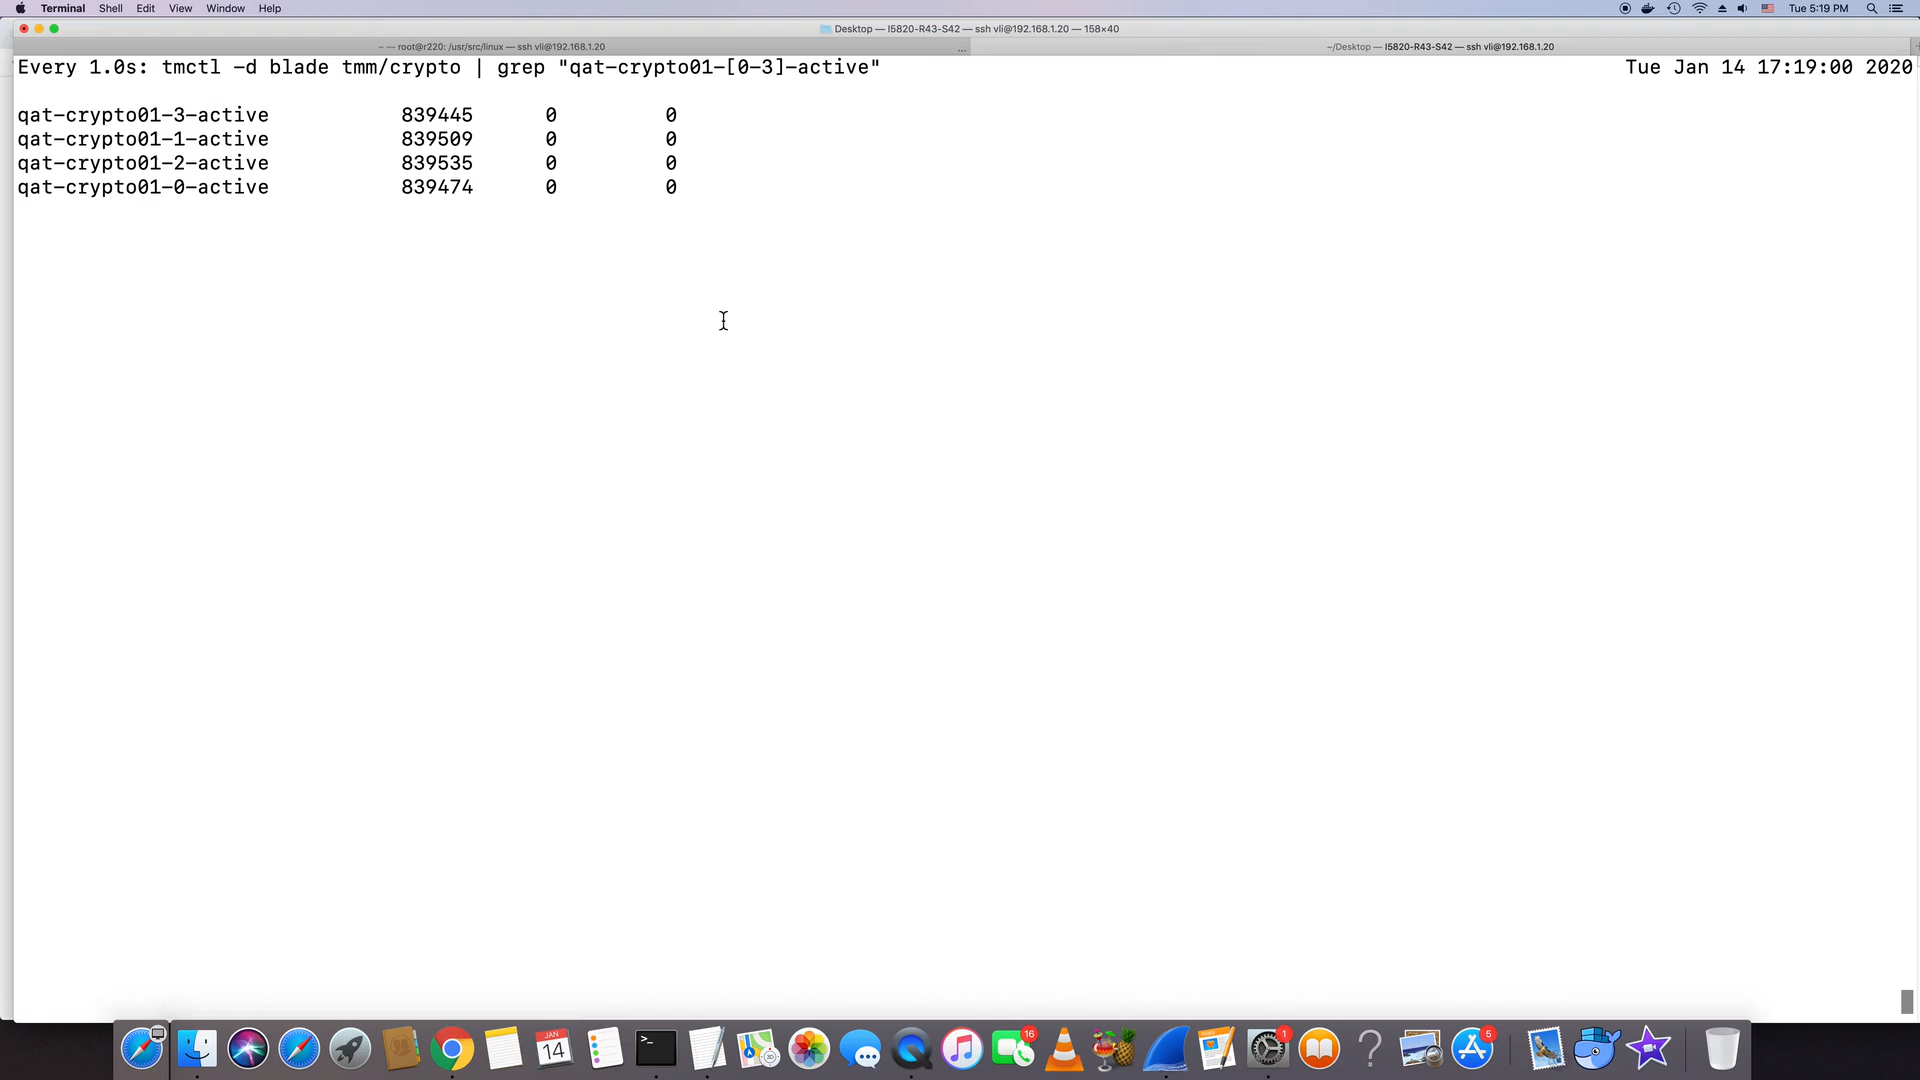 Terminal Shell Edit View Window Help Tue 5:19 PM
Desktop — I5820-R43-S42 — ssh vli@192.168.1.20 — 158×40
~ — root@r220: /usr/src/linux — ssh vli@192.168.1.20 ... ~/Desktop — I5820-R43-S42 — ssh vli@192.168.1.20
Every 1.0s: tmctl -d blade tmm/crypto | grep "qat-crypto01-[0-3]-active" Tue Jan 14 17:19:00 2020
qat-crypto01-3-active 839445 0 0
qat-crypto01-1-active 839509 0 0
qat-crypto01-2-active 839535 0 0
qat-crypto01-0-active 839474 0 0
JAN
14
>_
3D
16
1
?
5